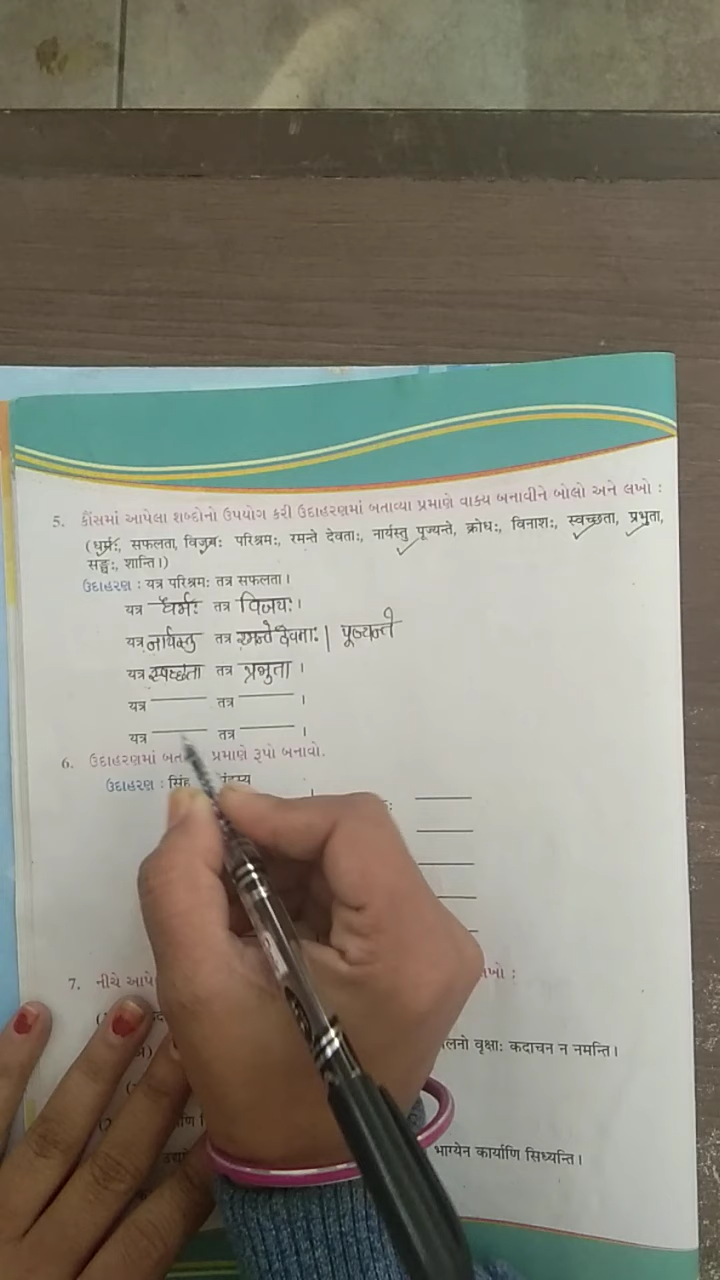 5. કૌંસમાં આપેલા શબ્દોનો ઉપયોગ કરી ઉદાહરણમાં બતાવ્યા પ્રમાણે વાક્ય બનાવીને બોલો અને લખો :
(धर्मः, सफलता, विजयः परिश्रमः, रमन्ते देवताः, नार्यस्तु पूज्यन्ते, क्रोधः, विनाशः, स्वच्छता, प्रभुता,
सङ्घः, शान्ति।)
ઉદાહરણ : यत्र परिश्रमः तत्र सफलता।
यत्र धर्मः तत्र विजयः।
यत्र नार्यस्तु तत्र रमन्ते देवताः| पूज्यन्ते
यत्र स्वच्छता तत्र प्रभुता ।
यत्र तत्र ।
यत्र तत्र ।
6. ઉદાહરણમાં પ્રમાણે રૂપો બનાવો.
ઉદાહરણ : सिंह
7. નીચે :
वृक्षाः कदाचन न नमन्ति।
भाग्येन कार्याणि सिध्यन्ति।